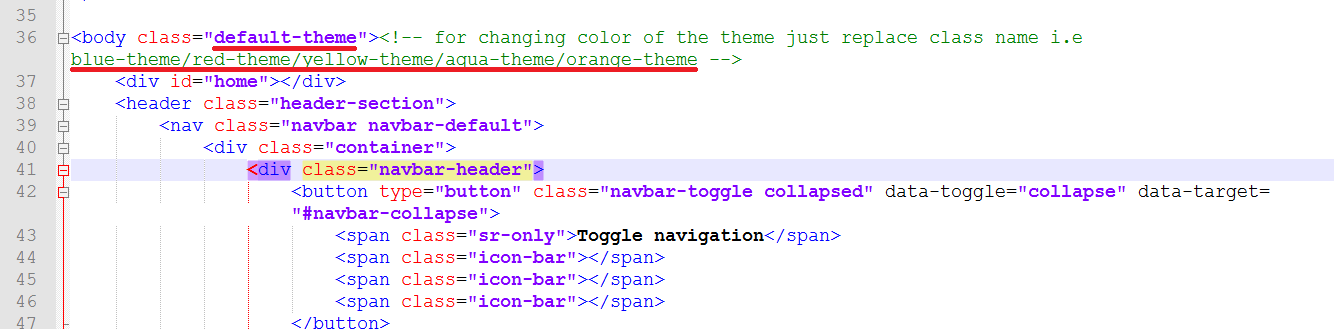 35
36 <body class="default-theme"><!-- for changing color of the theme just replace class name i.e
blue-theme/red-theme/yellow-theme/aqua-theme/orange-theme -->
37 <div id="home"></div>
38 <header class="header-section">
39 <nav class="navbar navbar-default">
40 <div class="container">
41 <div class="navbar-header">
42 <button type="button" class="navbar-toggle collapsed" data-toggle="collapse" data-target=
"#navbar-collapse">
43 <span class="sr-only">Toggle navigation</span>
44 <span class="icon-bar"></span>
45 <span class="icon-bar"></span>
46 <span class="icon-bar"></span>
47 </button>